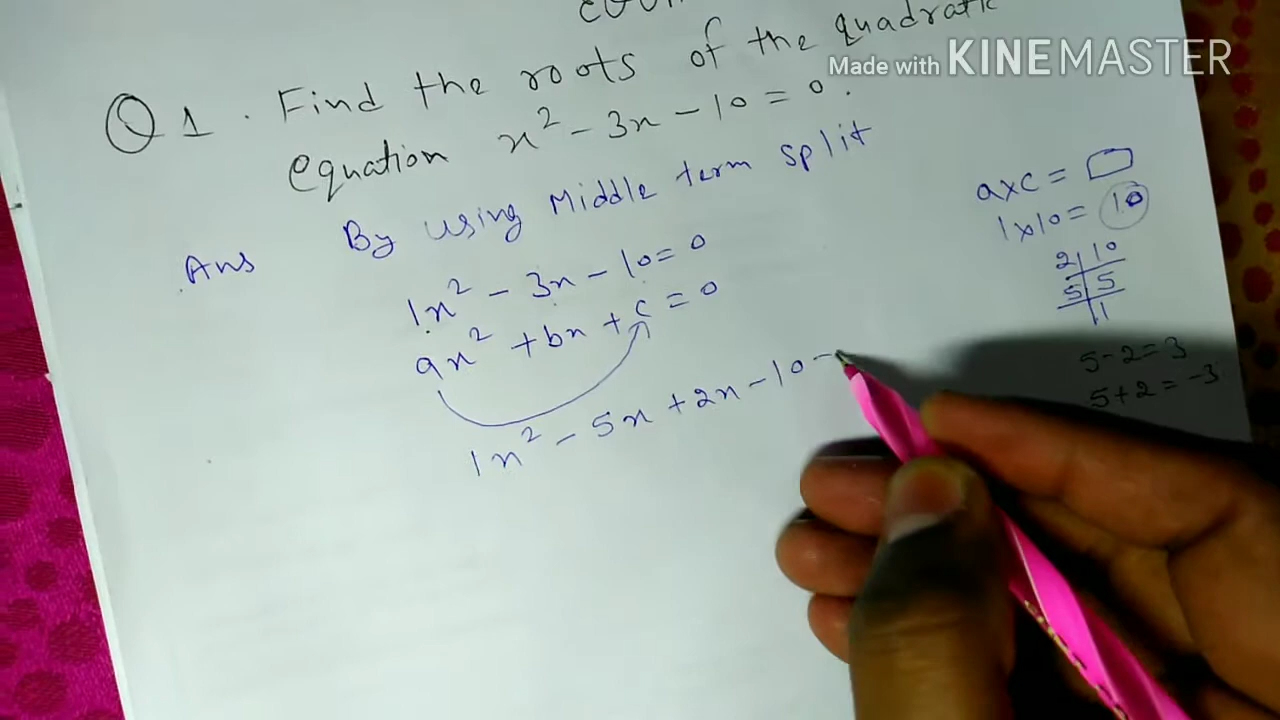 Q 1. Find the roots of the quadratic
Made with KINEMASTER
equation x² - 3x - 10 = 0.
By using Middle term split
Ans
1x² - 3x - 10 = 0
ax² + bx + c = 0
1x² - 5x + 2x - 10 -
a×c =
1×10 = 10
2 | 10
5 | 5
1
5-2=3
5+2=-3